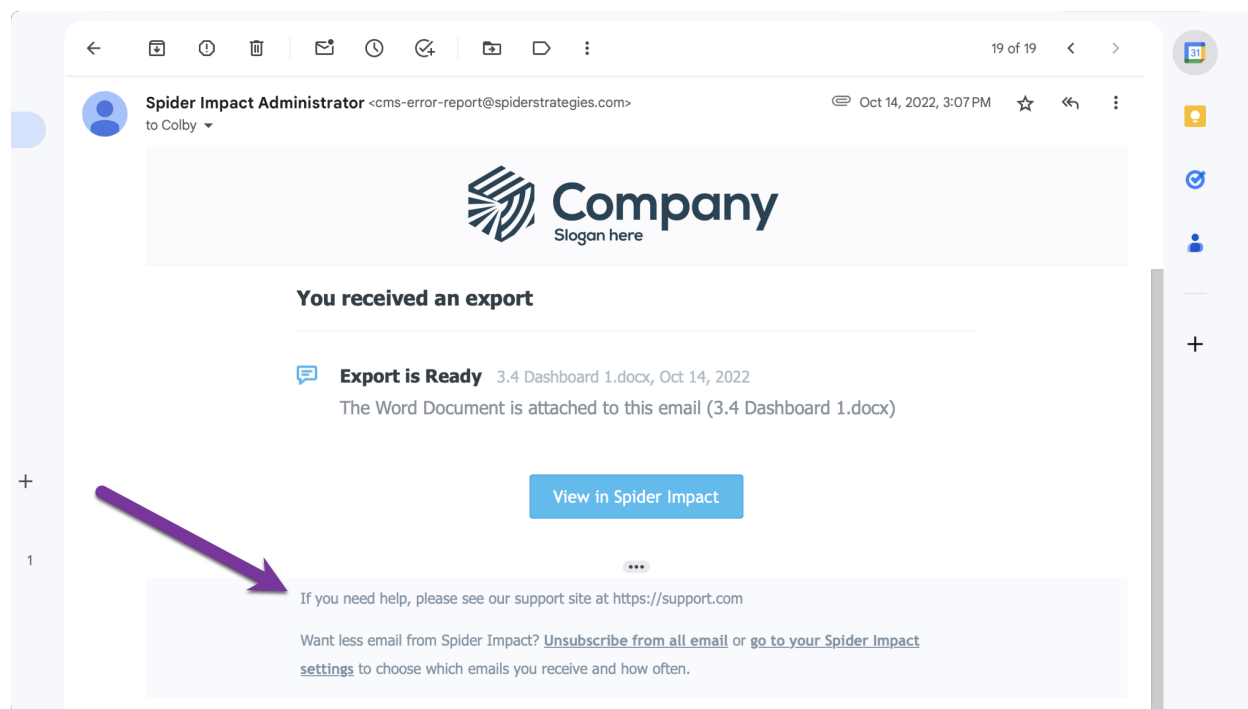 19 of 19
31
Spider Impact Administrator <cms-error-report@spiderstrategies.com>
Oct 14, 2022, 3:07 PM
to Colby
Company
Slogan here
You received an export
Export is Ready 3.4 Dashboard 1.docx, Oct 14, 2022
The Word Document is attached to this email (3.4 Dashboard 1.docx)
View in Spider Impact
1
If you need help, please see our support site at https://support.com
Want less email from Spider Impact? Unsubscribe from all email or go to your Spider Impact
settings to choose which emails you receive and how often.